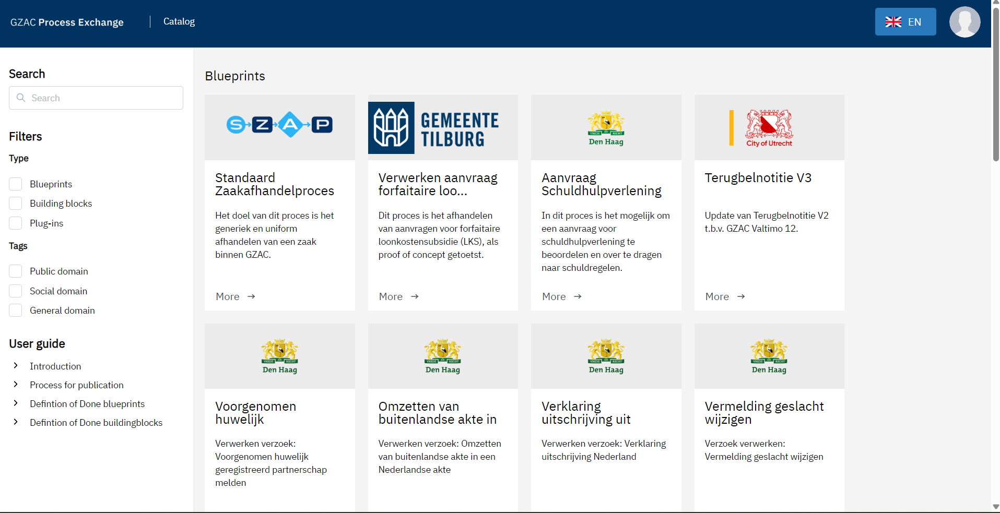 GZAC Process Exchange
Catalog
EN
Search
Search
Filters
Type
Blueprints
Building blocks
Plug-ins
Tags
Public domain
Social domain
General domain
User guide
Introduction
Process for publication
Defintion of Done blueprints
Defintion of Done buildingblocks
Blueprints
S Z A P
Standaard
Zaakafhandelproces
Het doel van dit proces is het
generiek en uniform
afhandelen van een zaak
binnen GZAC.
More
GEMEENTE
TILBURG
Verwerken aanvraag
forfaitaire loo...
Dit proces is het afhandelen
van aanvragen voor forfaitaire
loonkostensubsidie (LKS), als
proof of concept getoetst.
More
VREDE EN RECHT
Den Haag
Aanvraag
Schuldhulpverlening
In dit proces is het mogelijk om
een aanvraag voor
schuldhulpverlening te
beoordelen en over te dragen
naar schuldregelen.
More
City of Utrecht
Terugbelnotitie V3
Update van Terugbelnotitie V2
t.b.v. GZAC Valtimo 12.
More
VREDE EN RECHT
Den Haag
Voorgenomen
huwelijk
Verwerken verzoek:
Voorgenomen huwelijk
geregistreerd partnerschap
melden
VREDE EN RECHT
Den Haag
Omzetten van
buitenlandse akte in
Verwerken verzoek: Omzetten
van buitenlandse akte in een
Nederlandse akte
VREDE EN RECHT
Den Haag
Verklaring
uitschrijving uit
Verwerken verzoek: Verklaring
uitschrijving Nederland
VREDE EN RECHT
Den Haag
Vermelding geslacht
wijzigen
Verzoek verwerken:
Vermelding geslacht wijzigen